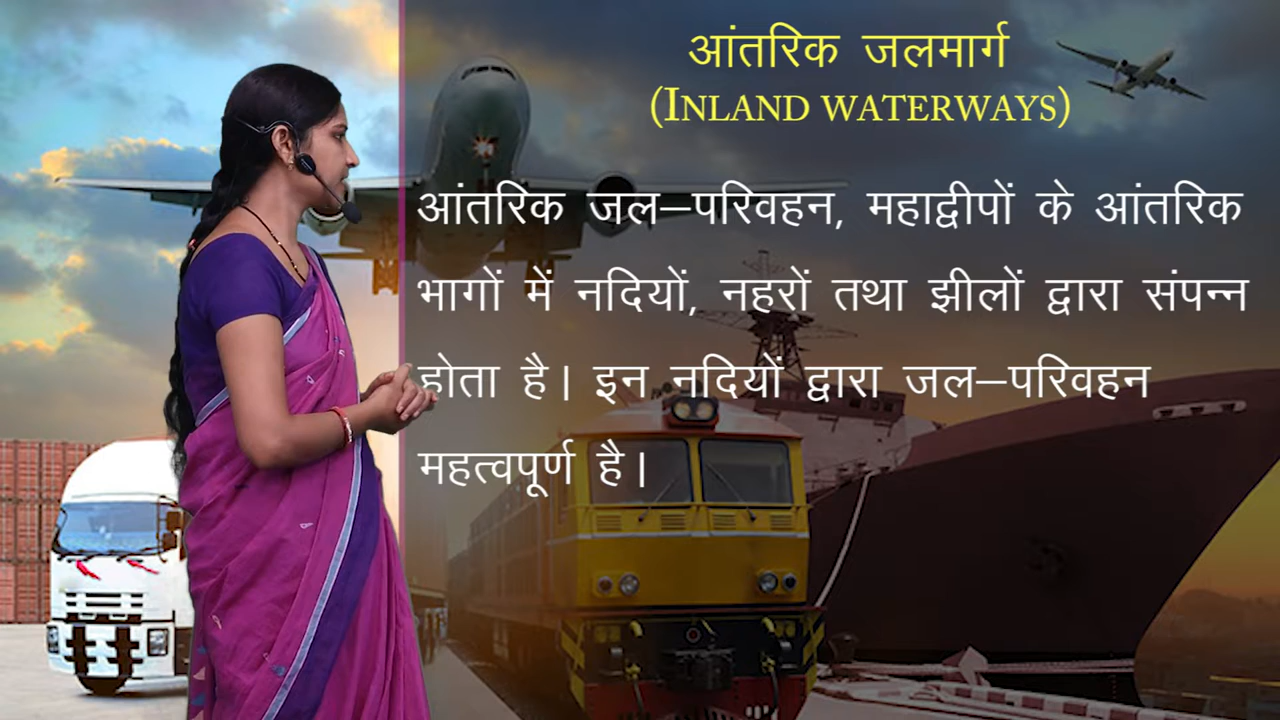 आंतरिक जलमार्ग
(INLAND WATERWAYS)
आंतरिक जल–परिवहन, महाद्वीपों के आंतरिक
भागों में नदियों, नहरों तथा झीलों द्वारा संपन्न
होता है। इन नदियों द्वारा जल–परिवहन
महत्वपूर्ण है।